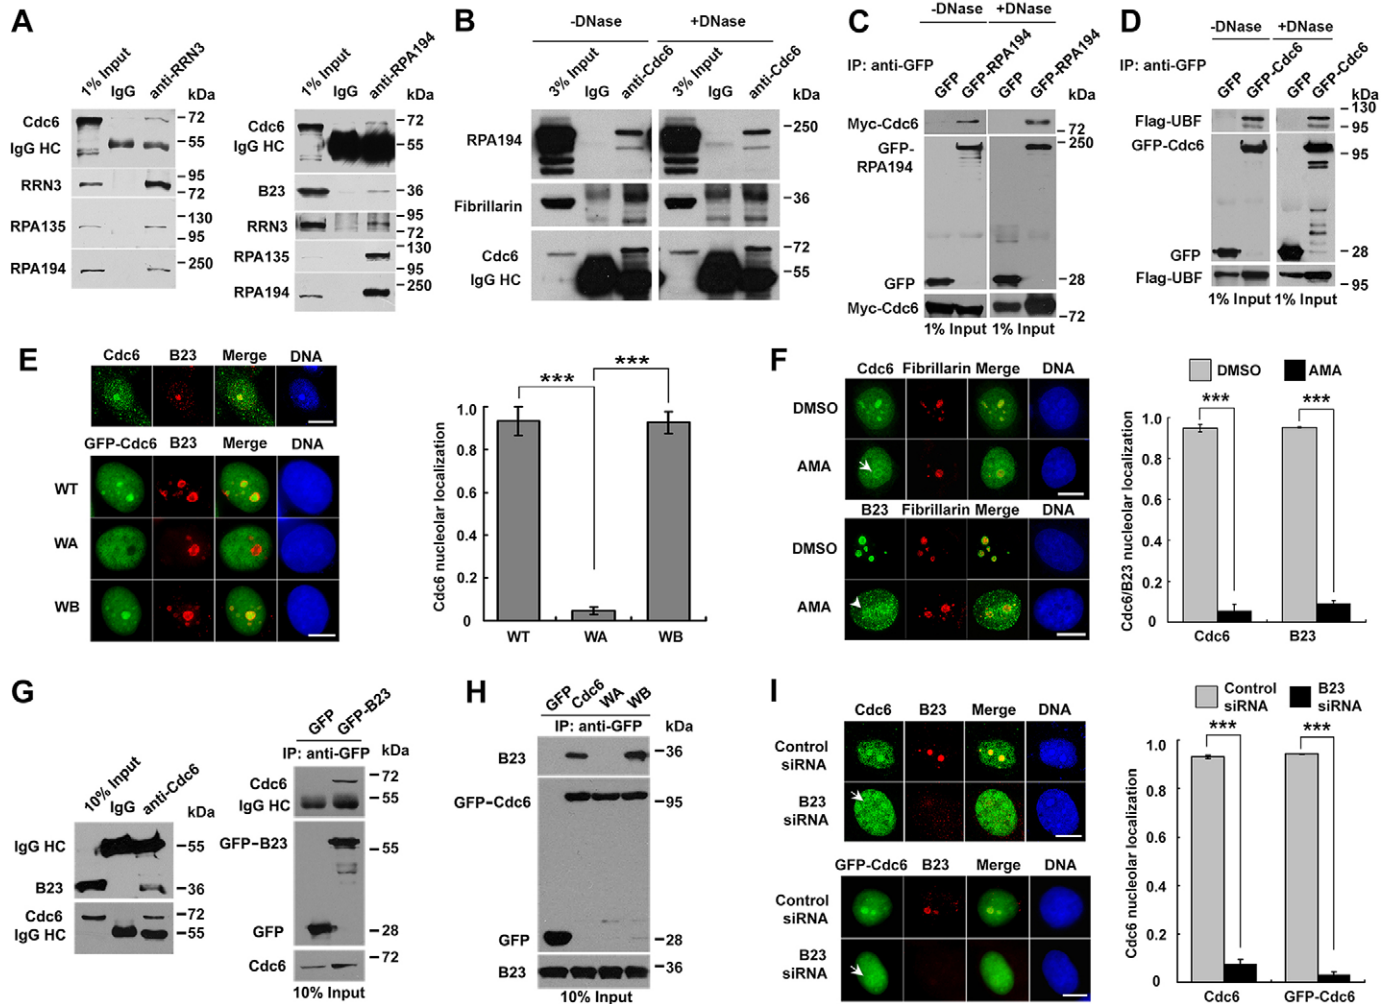 A
1% Input
IgG
anti-RRN3
kDa
Cdc6
IgG HC
RRN3
RPA135
RPA194
72
55
95
72
130
95
250
1% Input
IgG
anti-RPA194
kDa
Cdc6
IgG HC
B23
RRN3
RPA135
RPA194
72
55
36
95
72
130
95
250
B
-DNase
+DNase
3% Input
IgG
anti-Cdc6
3% Input
IgG
anti-Cdc6
kDa
RPA194
Fibrillarin
Cdc6
IgG HC
250
36
72
55
C
-DNase
+DNase
IP: anti-GFP
GFP
GFP-RPA194
GFP
GFP-RPA194
kDa
Myc-Cdc6
GFP-
RPA194
GFP
Myc-Cdc6
72
250
28
72
1% Input
1% Input
D
-DNase
+DNase
IP: anti-GFP
GFP
GFP-Cdc6
GFP
GFP-Cdc6
kDa
Flag-UBF
GFP-Cdc6
GFP
Flag-UBF
130
95
95
28
95
1% Input
1% Input
E
Cdc6
B23
Merge
DNA
GFP-Cdc6
B23
Merge
DNA
WT
WA
WB
Cdc6 nucleolar localization
1.0
0.8
0.6
0.4
0.2
0
***
***
WT
WA
WB
F
Cdc6
Fibrillarin
Merge
DNA
DMSO
AMA
B23
Fibrillarin
Merge
DNA
DMSO
AMA
DMSO
AMA
Cdc6/B23 nucleolar localization
1.0
0.8
0.6
0.4
0.2
0
***
***
Cdc6
B23
G
10% Input
IgG
anti-Cdc6
kDa
IgG HC
B23
Cdc6
IgG HC
55
36
72
55
GFP
GFP-B23
IP: anti-GFP
kDa
Cdc6
IgG HC
GFP-B23
GFP
Cdc6
72
55
55
28
72
10% Input
H
GFP
Cdc6
WA
WB
IP: anti-GFP
kDa
B23
GFP-Cdc6
GFP
B23
36
95
28
36
10% Input
I
Cdc6
B23
Merge
DNA
Control
siRNA
B23
siRNA
GFP-Cdc6
B23
Merge
DNA
Control
siRNA
B23
siRNA
Control
siRNA
B23
siRNA
Cdc6 nucleolar localization
1.0
0.8
0.6
0.4
0.2
0
***
***
Cdc6
GFP-Cdc6